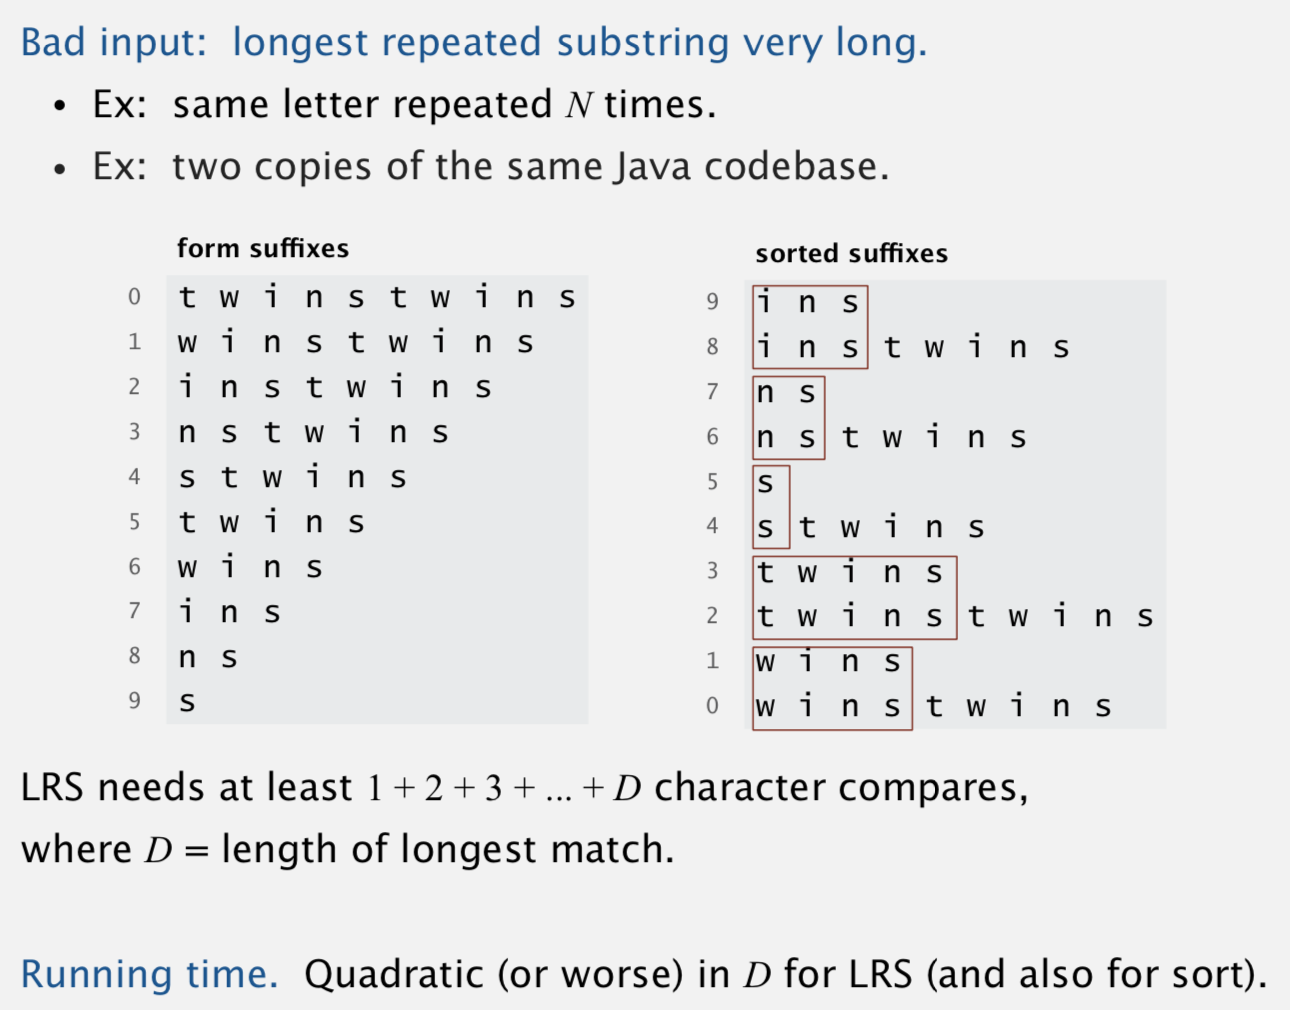 Bad input: longest repeated substring very long.
• Ex: same letter repeated N times.
• Ex: two copies of the same Java codebase.
form suffixes
0 t w i n s t w i n s
1 w i n s t w i n s
2 i n s t w i n s
3 n s t w i n s
4 s t w i n s
5 t w i n s
6 w i n s
7 i n s
8 n s
9 s
sorted suffixes
9 i n s
8 i n s t w i n s
7 n s
6 n s t w i n s
5 s
4 s t w i n s
3 t w i n s
2 t w i n s t w i n s
1 w i n s
0 w i n s t w i n s
LRS needs at least 1 + 2 + 3 + ... + D character compares,
where D = length of longest match.
Running time. Quadratic (or worse) in D for LRS (and also for sort).